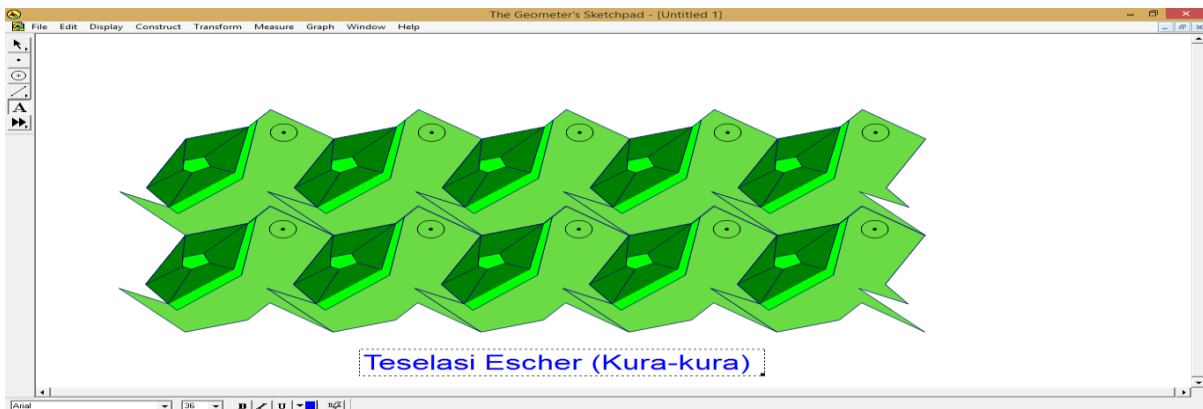 The Geometer's Sketchpad - [Untitled 1]
File Edit Display Construct Transform Measure Graph Window Help
A
Teselasi Escher (Kura-kura)
Arial 36 B I U